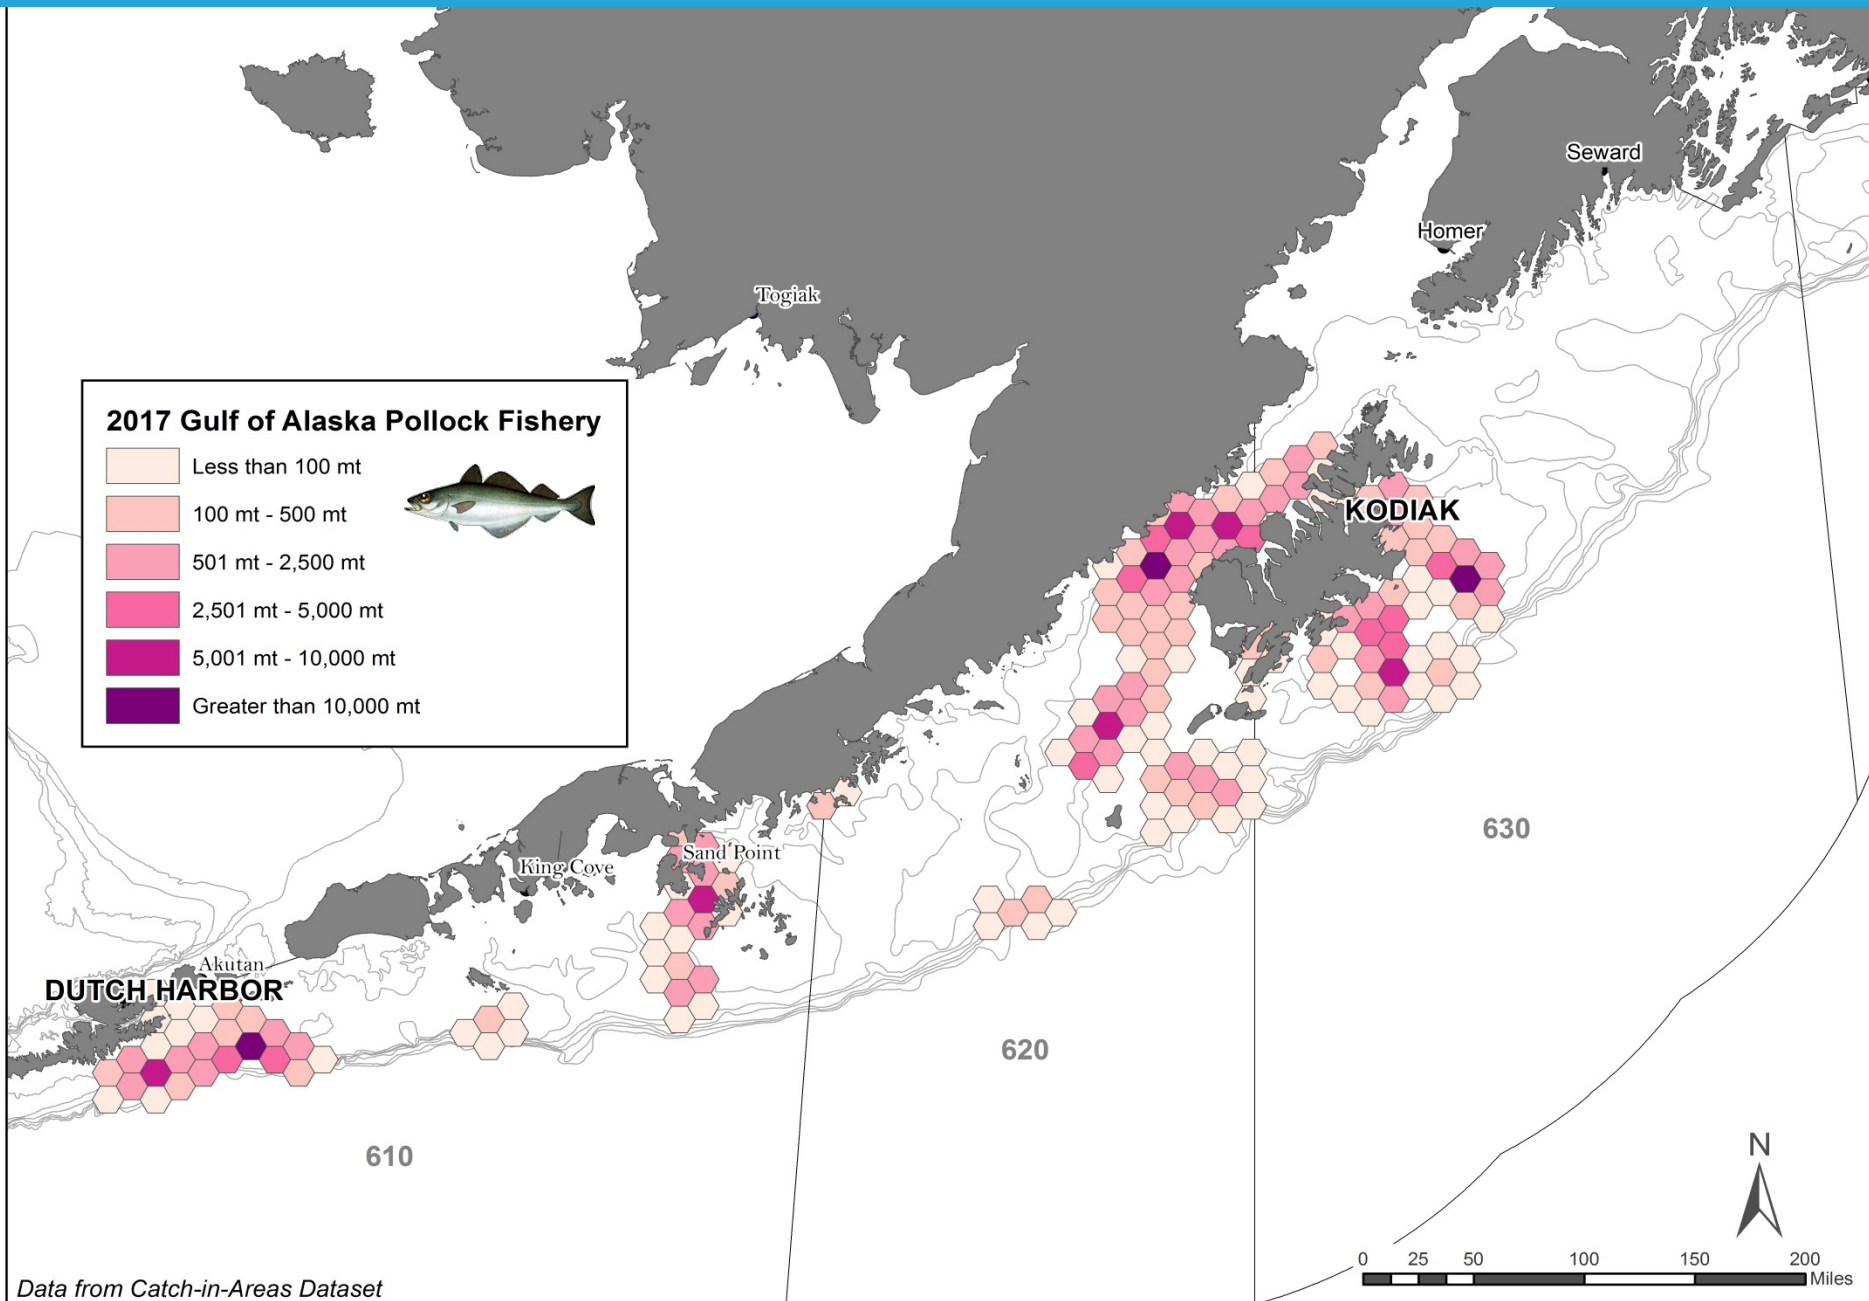 Seward
Homer
Togiak
2017 Gulf of Alaska Pollock Fishery
Less than 100 mt
100 mt - 500 mt
501 mt - 2,500 mt
2,501 mt - 5,000 mt
5,001 mt - 10,000 mt
Greater than 10,000 mt
KODIAK
630
Sand Point
King Cove
Akutan
DUTCH HARBOR
620
610
N
0 25 50 100 150 200
Miles
Data from Catch-in-Areas Dataset